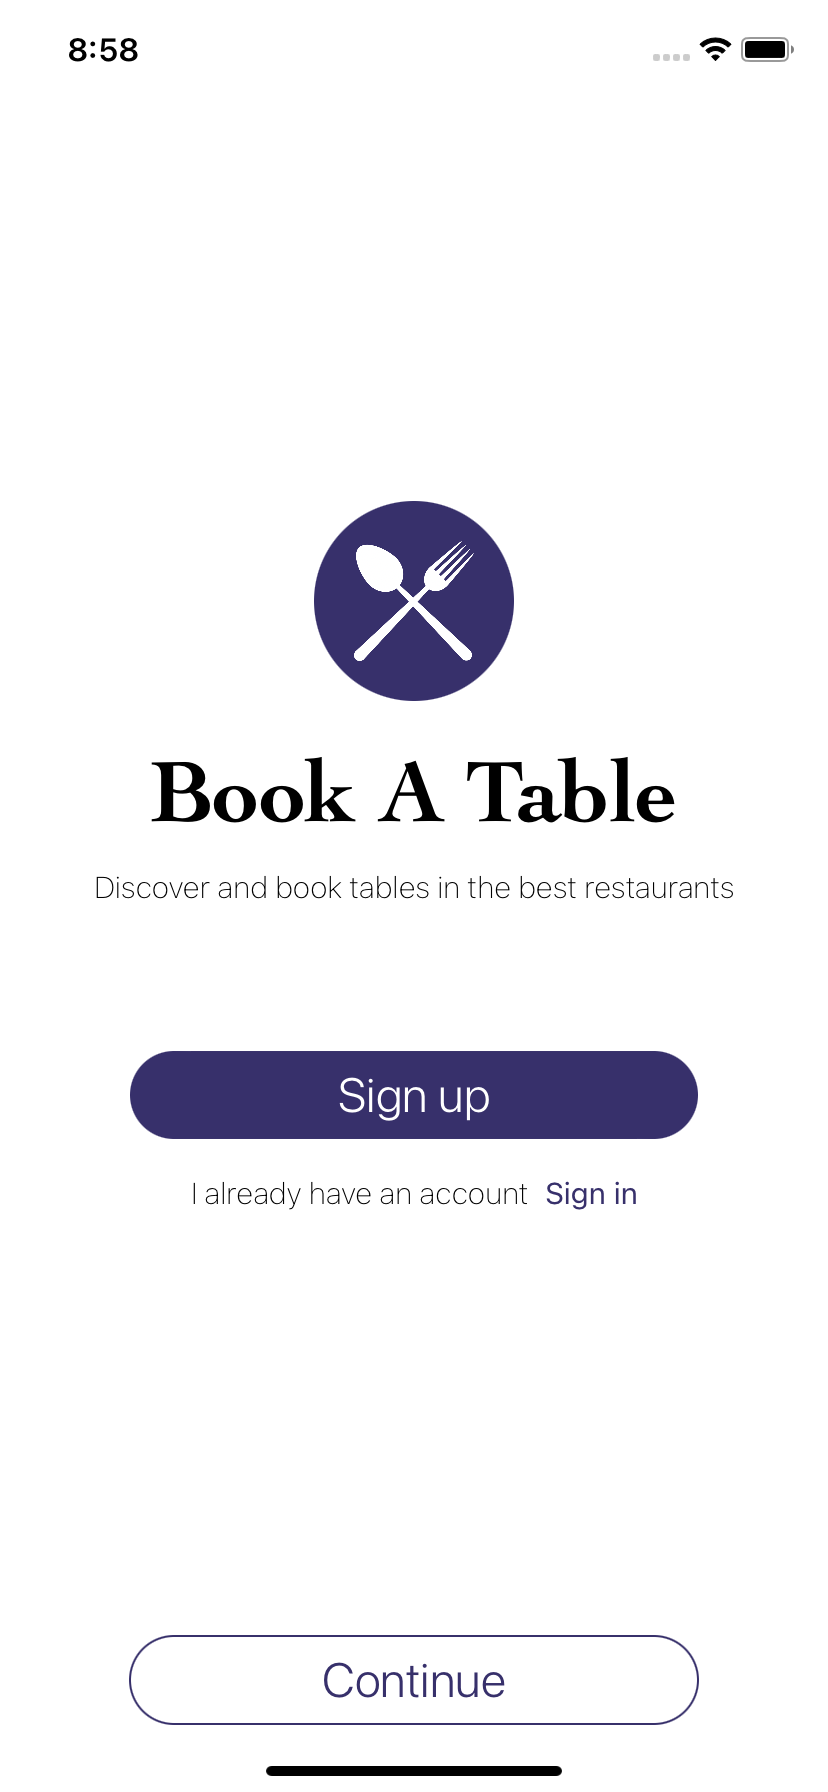 8:58
Book A Table
Discover and book tables in the best restaurants
Sign up
I already have an account Sign in
Continue